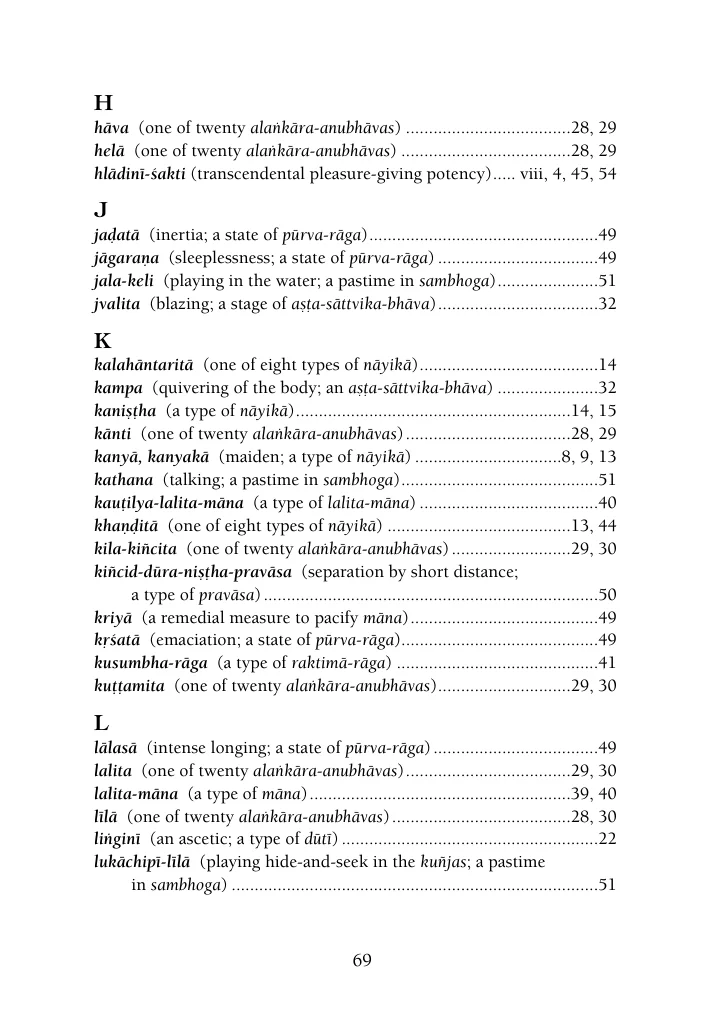 H
hāva (one of twenty alaṅkāra-anubhāvas) ....................................28, 29
helā (one of twenty alaṅkāra-anubhāvas) .....................................28, 29
hlādinī-śakti (transcendental pleasure-giving potency)..... viii, 4, 45, 54
J
jaḍatā (inertia; a state of pūrva-rāga)..................................................49
jāgaraṇa (sleeplessness; a state of pūrva-rāga) ...................................49
jala-keli (playing in the water; a pastime in sambhoga)......................51
jvalita (blazing; a stage of aṣṭa-sāttvika-bhāva)...................................32
K
kalahāntaritā (one of eight types of nāyikā).......................................14
kampa (quivering of the body; an aṣṭa-sāttvika-bhāva) ......................32
kaniṣṭha (a type of nāyikā)............................................................14, 15
kānti (one of twenty alaṅkāra-anubhāvas)....................................28, 29
kanyā, kanyakā (maiden; a type of nāyikā) ................................8, 9, 13
kathana (talking; a pastime in sambhoga)...........................................51
kauṭilya-lalita-māna (a type of lalita-māna) .......................................40
khaṇḍitā (one of eight types of nāyikā) ........................................13, 44
kila-kiñcita (one of twenty alaṅkāra-anubhāvas)..........................29, 30
kiñcid-dūra-niṣṭha-pravāsa (separation by short distance;
a type of pravāsa).........................................................................50
kriyā (a remedial measure to pacify māna).........................................49
kṛśatā (emaciation; a state of pūrva-rāga)...........................................49
kusumbha-rāga (a type of raktimā-rāga) ............................................41
kuṭṭamita (one of twenty alaṅkāra-anubhāvas).............................29, 30
L
lālasā (intense longing; a state of pūrva-rāga)....................................49
lalita (one of twenty alaṅkāra-anubhāvas)....................................29, 30
lalita-māna (a type of māna).........................................................39, 40
līlā (one of twenty alaṅkāra-anubhāvas).......................................28, 30
liṅginī (an ascetic; a type of dūtī) ........................................................22
lukāchipī-līlā (playing hide-and-seek in the kuñjas; a pastime
in sambhoga) ................................................................................51
69